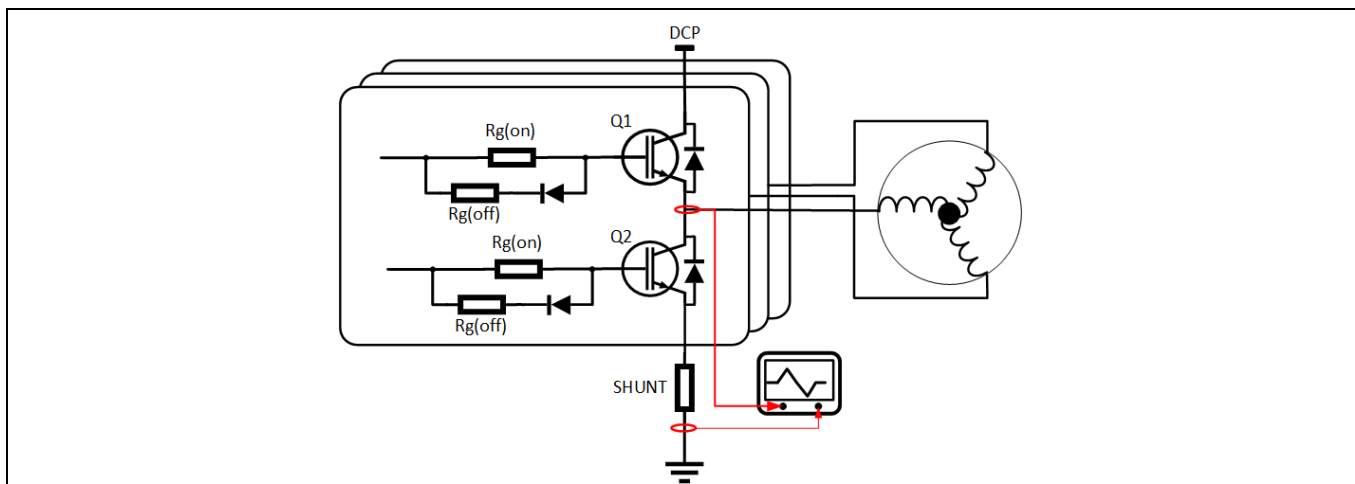 DCP
Q1
Rg(on)
Rg(off)
Q2
Rg(on)
Rg(off)
SHUNT